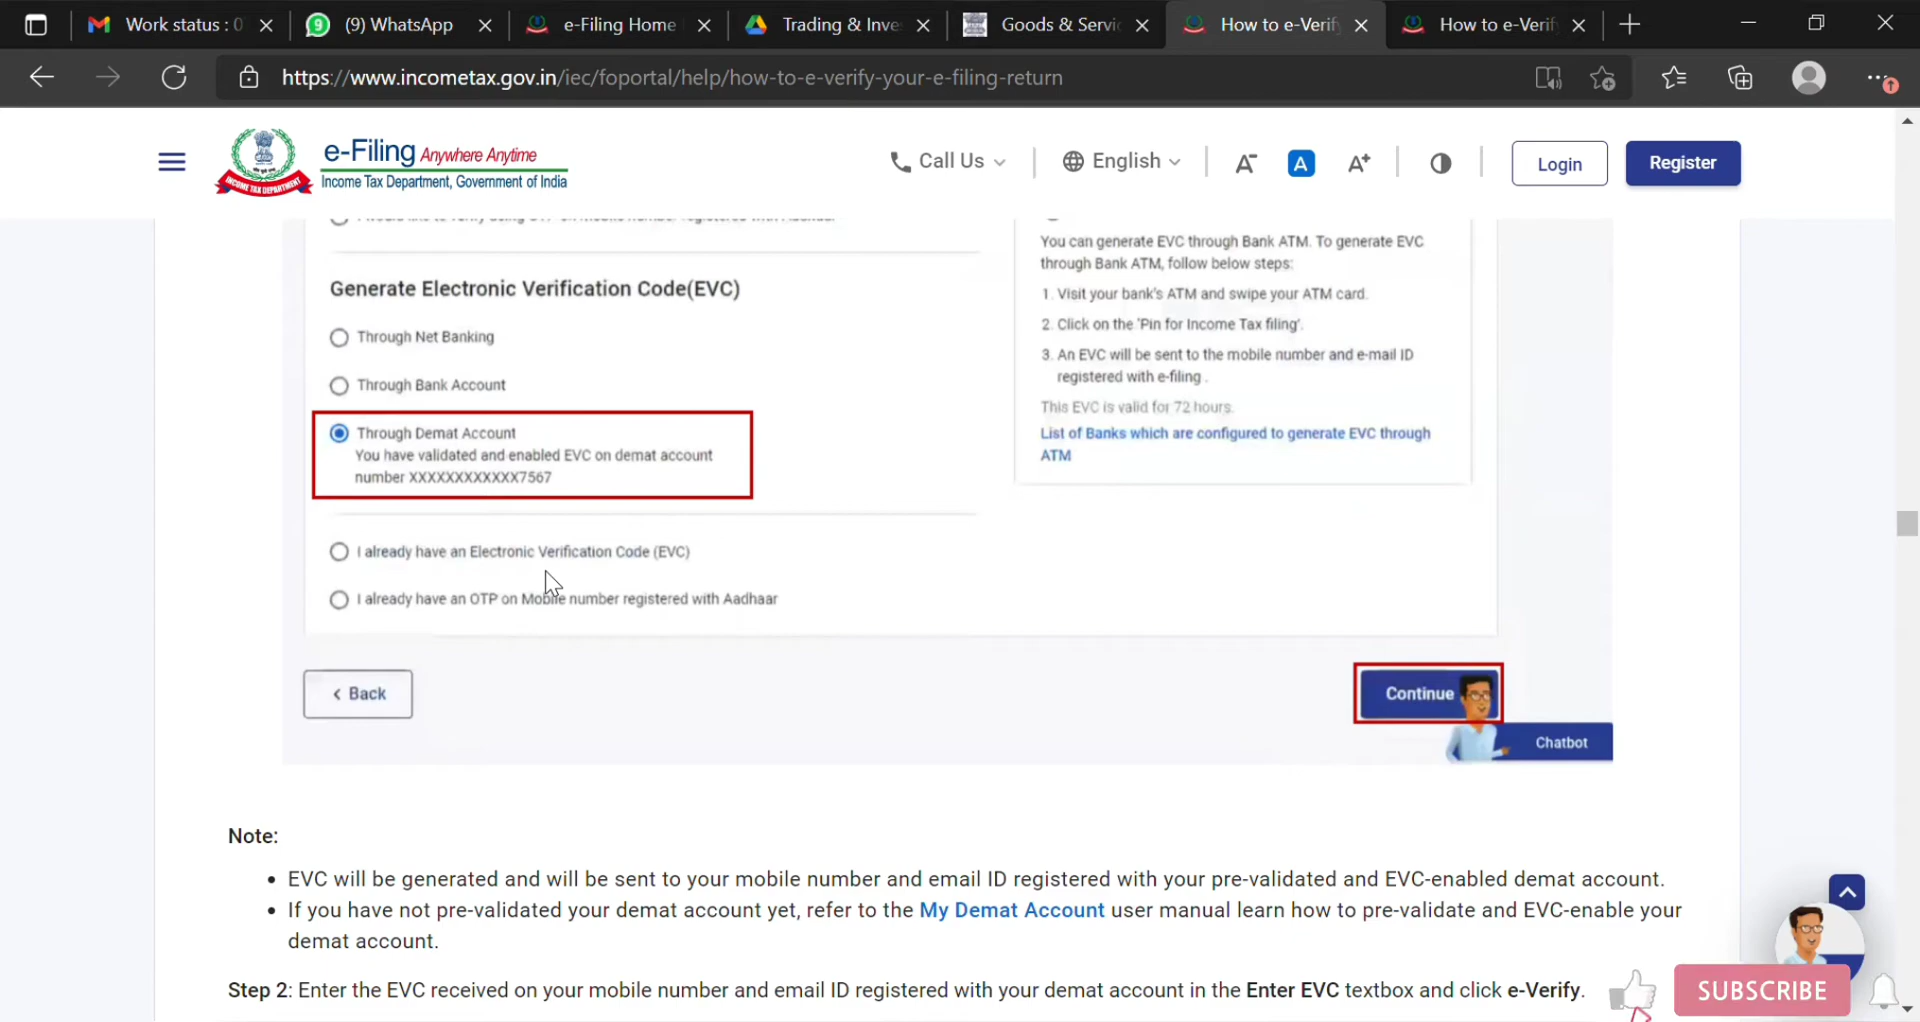 Work status : 0
(9) WhatsApp
e-Filing Home
Trading & Inve
Goods & Servic
How to e-Verif
How to e-Verif
https://www.incometax.gov.in/iec/foportal/help/how-to-e-verify-your-e-filing-return
e-Filing Anywhere Anytime
Income Tax Department, Government of India
INCOME TAX DEPARTMENT
Call Us
English
A-
A
A+
Login
Register
Generate Electronic Verification Code(EVC)
Through Net Banking
Through Bank Account
Through Demat Account
You have validated and enabled EVC on demat account
number XXXXXXXXXXXX7567
I already have an Electronic Verification Code (EVC)
I already have an OTP on Mobile number registered with Aadhaar
You can generate EVC through Bank ATM. To generate EVC
through Bank ATM, follow below steps:
1. Visit your bank's ATM and swipe your ATM card.
2. Click on the 'Pin for Income Tax filing'.
3. An EVC will be sent to the mobile number and e-mail ID
registered with e-filing .
This EVC is valid for 72 hours.
List of Banks which are configured to generate EVC through
ATM
< Back
Continue
Chatbot
Note:
• EVC will be generated and will be sent to your mobile number and email ID registered with your pre-validated and EVC-enabled demat account.
• If you have not pre-validated your demat account yet, refer to the My Demat Account user manual learn how to pre-validate and EVC-enable your
demat account.
Step 2: Enter the EVC received on your mobile number and email ID registered with your demat account in the Enter EVC textbox and click e-Verify.
SUBSCRIBE